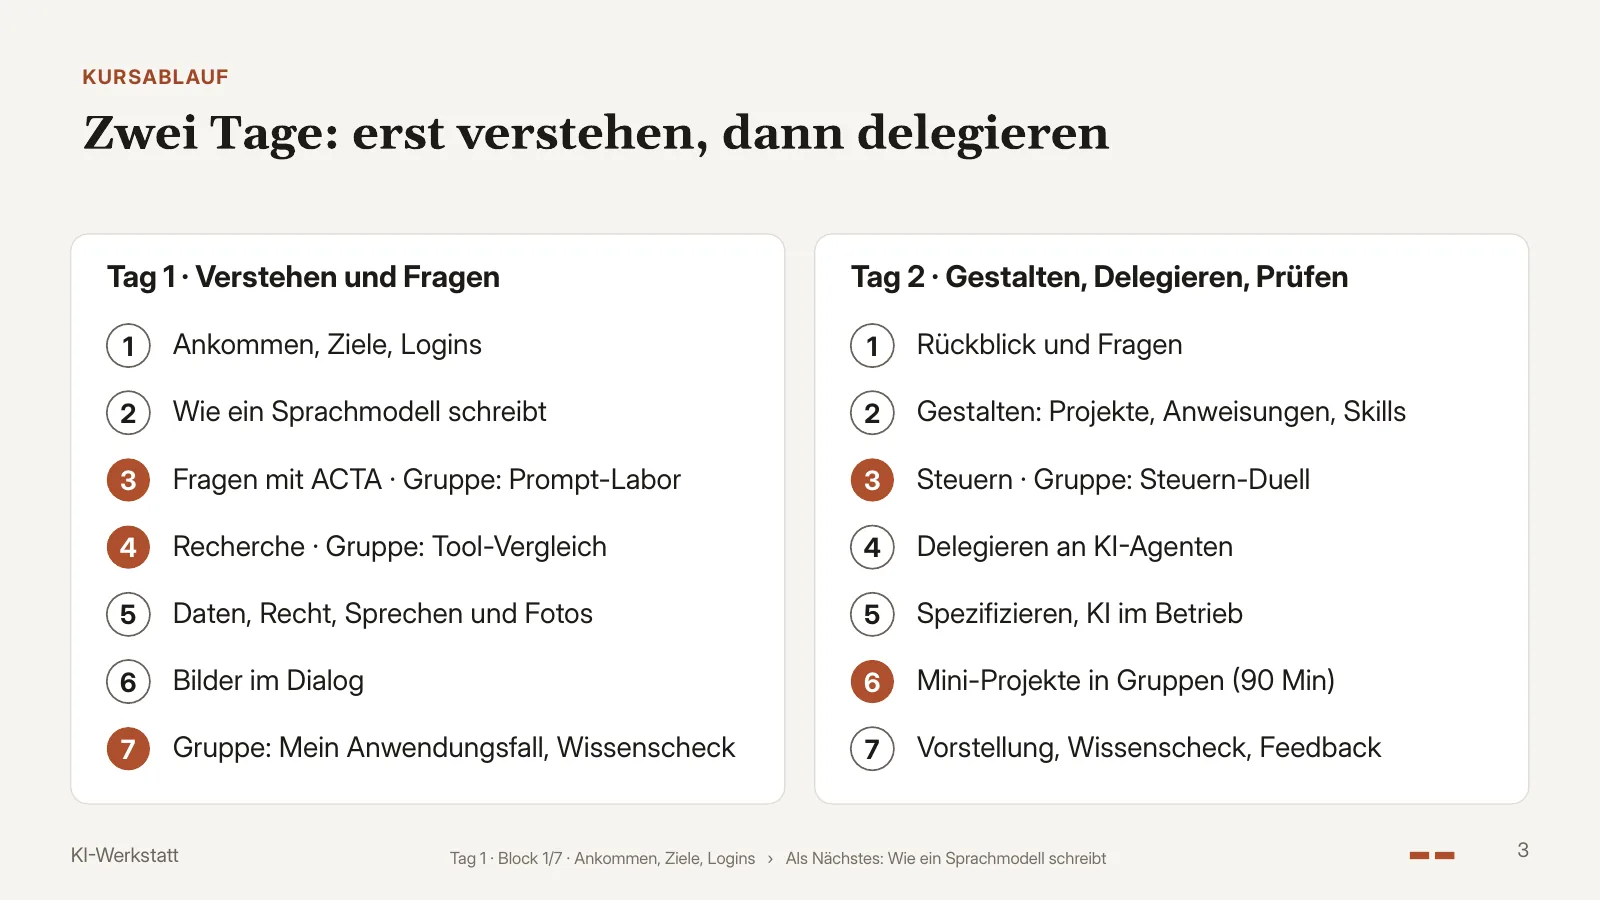 KURSABLAUF
Zwei Tage: erst verstehen, dann delegieren
Tag 1 · Verstehen und Fragen
1 Ankommen, Ziele, Logins
2 Wie ein Sprachmodell schreibt
3 Fragen mit ACTA · Gruppe: Prompt-Labor
4 Recherche · Gruppe: Tool-Vergleich
5 Daten, Recht, Sprechen und Fotos
6 Bilder im Dialog
7 Gruppe: Mein Anwendungsfall, Wissenscheck
Tag 2 · Gestalten, Delegieren, Prüfen
1 Rückblick und Fragen
2 Gestalten: Projekte, Anweisungen, Skills
3 Steuern · Gruppe: Steuern-Duell
4 Delegieren an KI-Agenten
5 Spezifizieren, KI im Betrieb
6 Mini-Projekte in Gruppen (90 Min)
7 Vorstellung, Wissenscheck, Feedback
KI-Werkstatt
Tag 1 · Block 1/7 · Ankommen, Ziele, Logins › Als Nächstes: Wie ein Sprachmodell schreibt
3